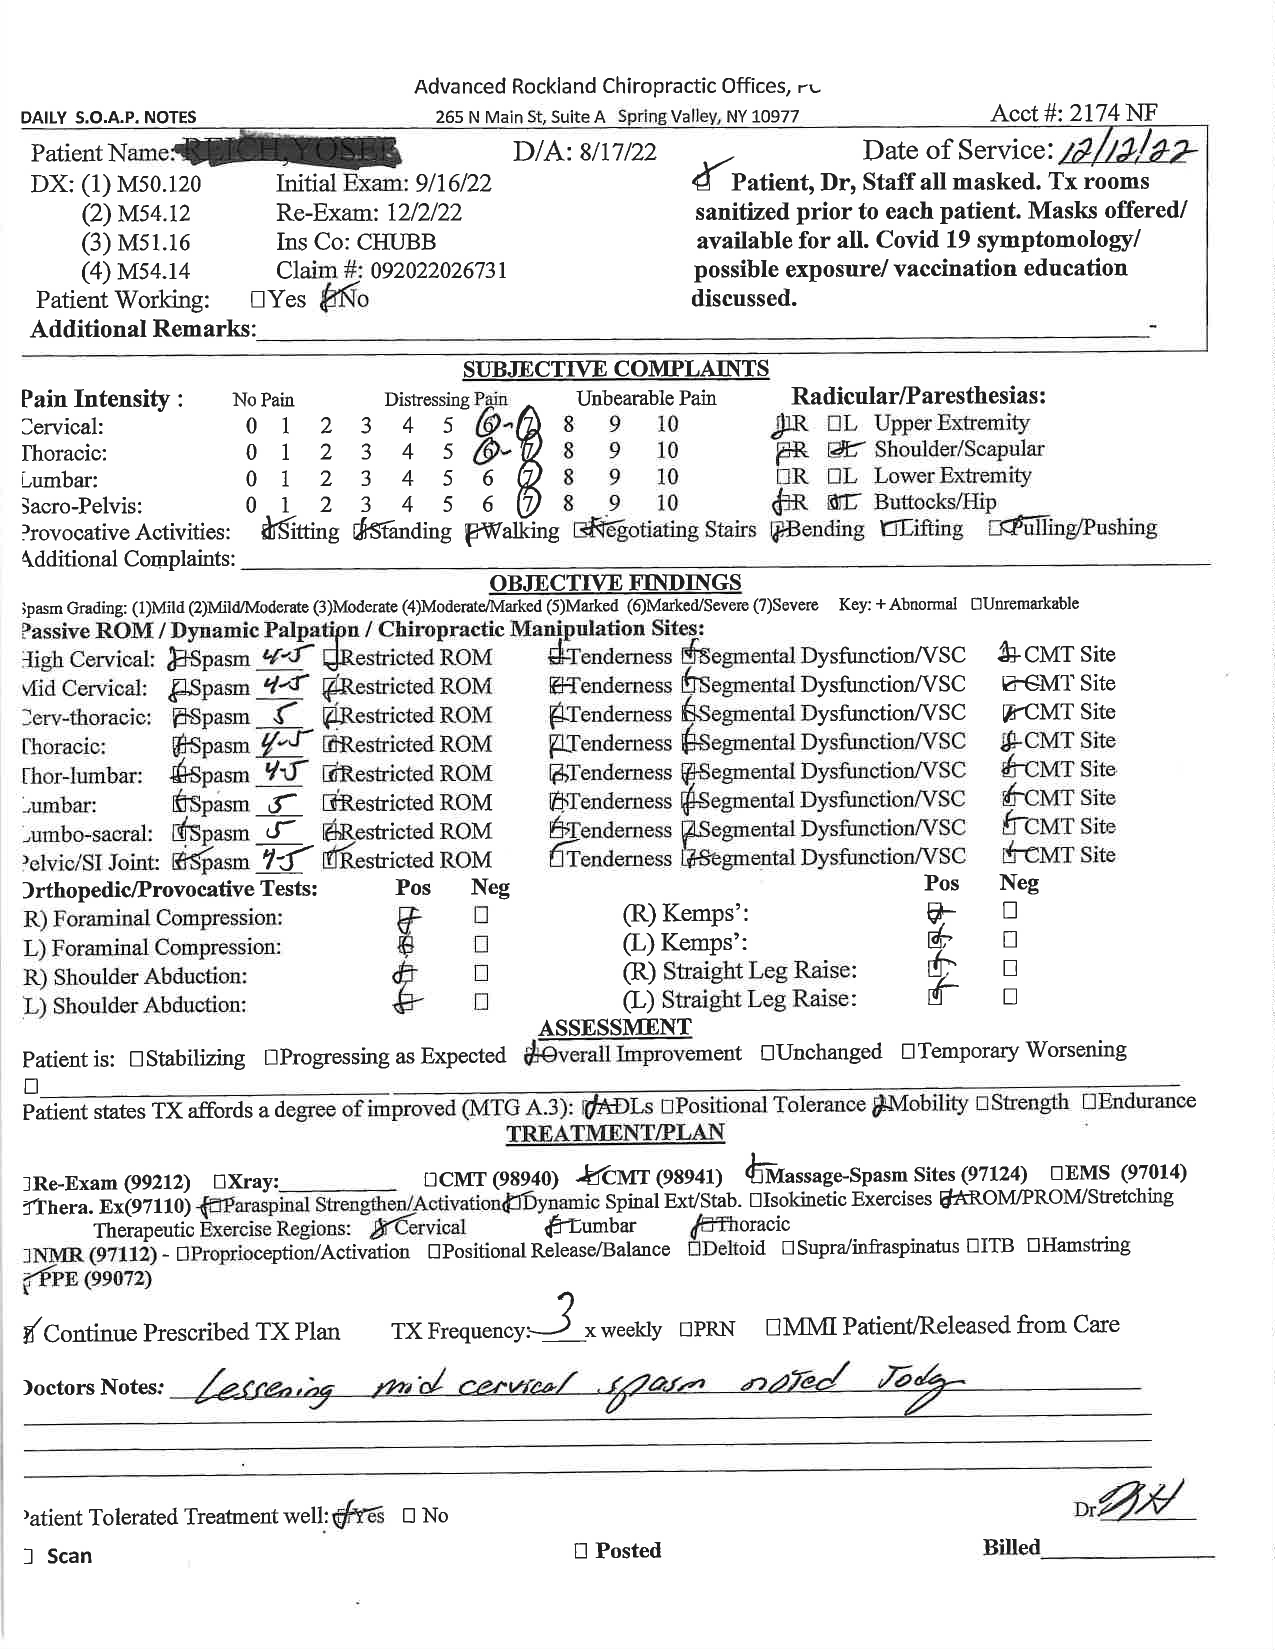 Advanced Rockland Chiropractic Offices,
DAILY S.O.A.P. NOTES 265 N Main St, Suite A Spring Valley, NY 10977 Acct #: 2174 NF
Patient Name: D/A: 8/17/22 Date of Service: 12/12/22
DX: (1) M50.120 Initial Exam: 9/16/22 Patient, Dr, Staff all masked. Tx rooms
(2) M54.12 Re-Exam: 12/2/22 sanitized prior to each patient. Masks offered/
(3) M51.16 Ins Co: CHUBB available for all. Covid 19 symptomology/
(4) M54.14 Claim #: 092022026731 possible exposure/ vaccination education
Patient Working: ☐Yes ☑No discussed.
Additional Remarks:
SUBJECTIVE COMPLAINTS
Pain Intensity : No Pain Distressing Pain Unbearable Pain Radicular/Paresthesias:
Cervical: 0 1 2 3 4 5 6-7 8 9 10 ☑R ☐L Upper Extremity
Thoracic: 0 1 2 3 4 5 6-7 8 9 10 ☑R ☑L Shoulder/Scapular
Lumbar: 0 1 2 3 4 5 6 7 8 9 10 ☐R ☐L Lower Extremity
Sacro-Pelvis: 0 1 2 3 4 5 6 7 8 9 10 ☑R ☑L Buttocks/Hip
Provocative Activities: ☑Sitting ☑Standing ☑Walking ☑Negotiating Stairs ☑Bending ☑Lifting ☑Pulling/Pushing
Additional Complaints:
OBJECTIVE FINDINGS
Spasm Grading: (1)Mild (2)Mild/Moderate (3)Moderate (4)Moderate/Marked (5)Marked (6)Marked/Severe (7)Severe Key: + Abnormal ☐Unremarkable
Passive ROM / Dynamic Palpation / Chiropractic Manipulation Sites:
High Cervical: ☑Spasm 4-5 ☑Restricted ROM ☑Tenderness ☑Segmental Dysfunction/VSC ☑CMT Site
Mid Cervical: ☑Spasm 4-5 ☑Restricted ROM ☑Tenderness ☑Segmental Dysfunction/VSC ☑CMT Site
Cerv-thoracic: ☑Spasm 5 ☑Restricted ROM ☑Tenderness ☑Segmental Dysfunction/VSC ☑CMT Site
Thoracic: ☑Spasm 4-5 ☑Restricted ROM ☑Tenderness ☑Segmental Dysfunction/VSC ☑CMT Site
Thor-lumbar: ☑Spasm 4-5 ☑Restricted ROM ☑Tenderness ☑Segmental Dysfunction/VSC ☑CMT Site
Lumbar: ☑Spasm 5 ☑Restricted ROM ☑Tenderness ☑Segmental Dysfunction/VSC ☑CMT Site
Lumbo-sacral: ☑Spasm 5 ☑Restricted ROM ☑Tenderness ☑Segmental Dysfunction/VSC ☑CMT Site
Pelvic/SI Joint: ☑Spasm 4-5 ☑Restricted ROM ☑Tenderness ☑Segmental Dysfunction/VSC ☑CMT Site
Orthopedic/Provocative Tests: Pos Neg Pos Neg
R) Foraminal Compression: ☑ ☐ (R) Kemps': ☑ ☐
L) Foraminal Compression: ☑ ☐ (L) Kemps': ☑ ☐
R) Shoulder Abduction: ☑ ☐ (R) Straight Leg Raise: ☑ ☐
L) Shoulder Abduction: ☑ ☐ (L) Straight Leg Raise: ☑ ☐
ASSESSMENT
Patient is: ☐Stabilizing ☐Progressing as Expected ☑Overall Improvement ☐Unchanged ☐Temporary Worsening
☐
Patient states TX affords a degree of improved (MTG A.3): ☑ADLs ☐Positional Tolerance ☑Mobility ☐Strength ☐Endurance
TREATMENT/PLAN
☐Re-Exam (99212) ☐Xray: ☐CMT (98940) ☑CMT (98941) ☑Massage-Spasm Sites (97124) ☐EMS (97014)
☑Thera. Ex(97110) - ☑Paraspinal Strengthen/Activation ☑Dynamic Spinal Ext/Stab. ☐Isokinetic Exercises ☑AROM/PROM/Stretching
Therapeutic Exercise Regions: ☑Cervical ☑Lumbar ☑Thoracic
☐NMR (97112) - ☐Proprioception/Activation ☐Positional Release/Balance ☐Deltoid ☐Supra/infraspinatus ☐ITB ☐Hamstring
☑PPE (99072)
☑Continue Prescribed TX Plan TX Frequency: 3 x weekly ☐PRN ☐MMI Patient/Released from Care
Doctors Notes: Lessening mid cervical spasm noted Today
Patient Tolerated Treatment well: ☑Yes ☐ No Dr.
☐ Scan ☐ Posted Billed